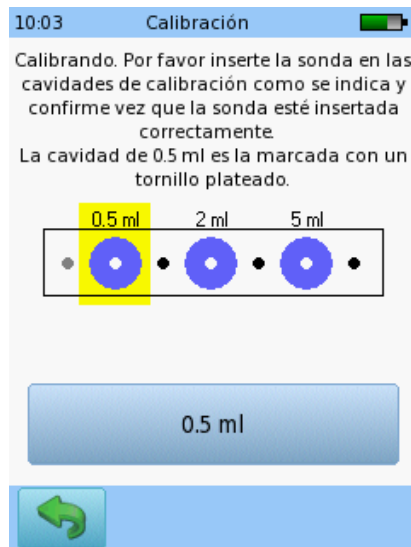 10:03 Calibración
Calibrando. Por favor inserte la sonda en las
cavidades de calibración como se indica y
confirme vez que la sonda esté insertada
correctamente.
La cavidad de 0.5 ml es la marcada con un
tornillo plateado.
0.5 ml 2 ml 5 ml
0.5 ml